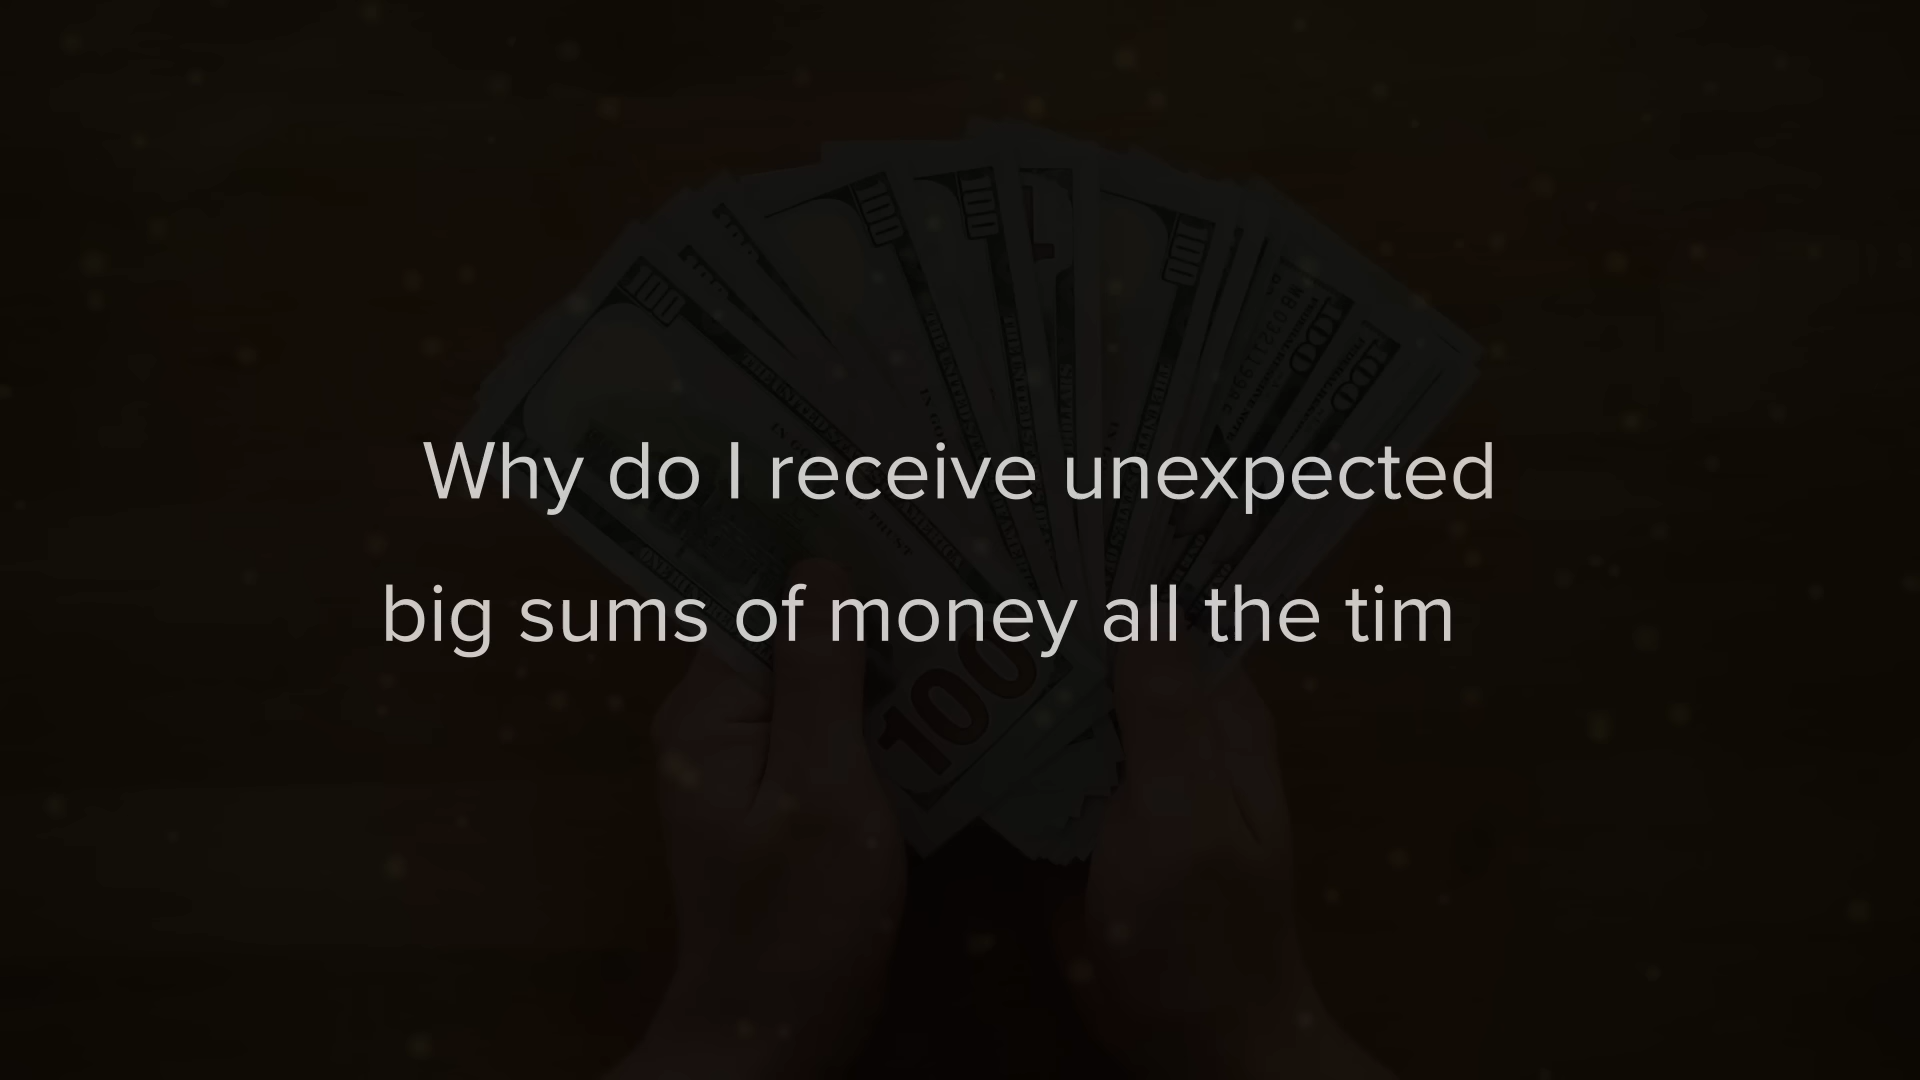 Why do I receive unexpected
big sums of money all the tim